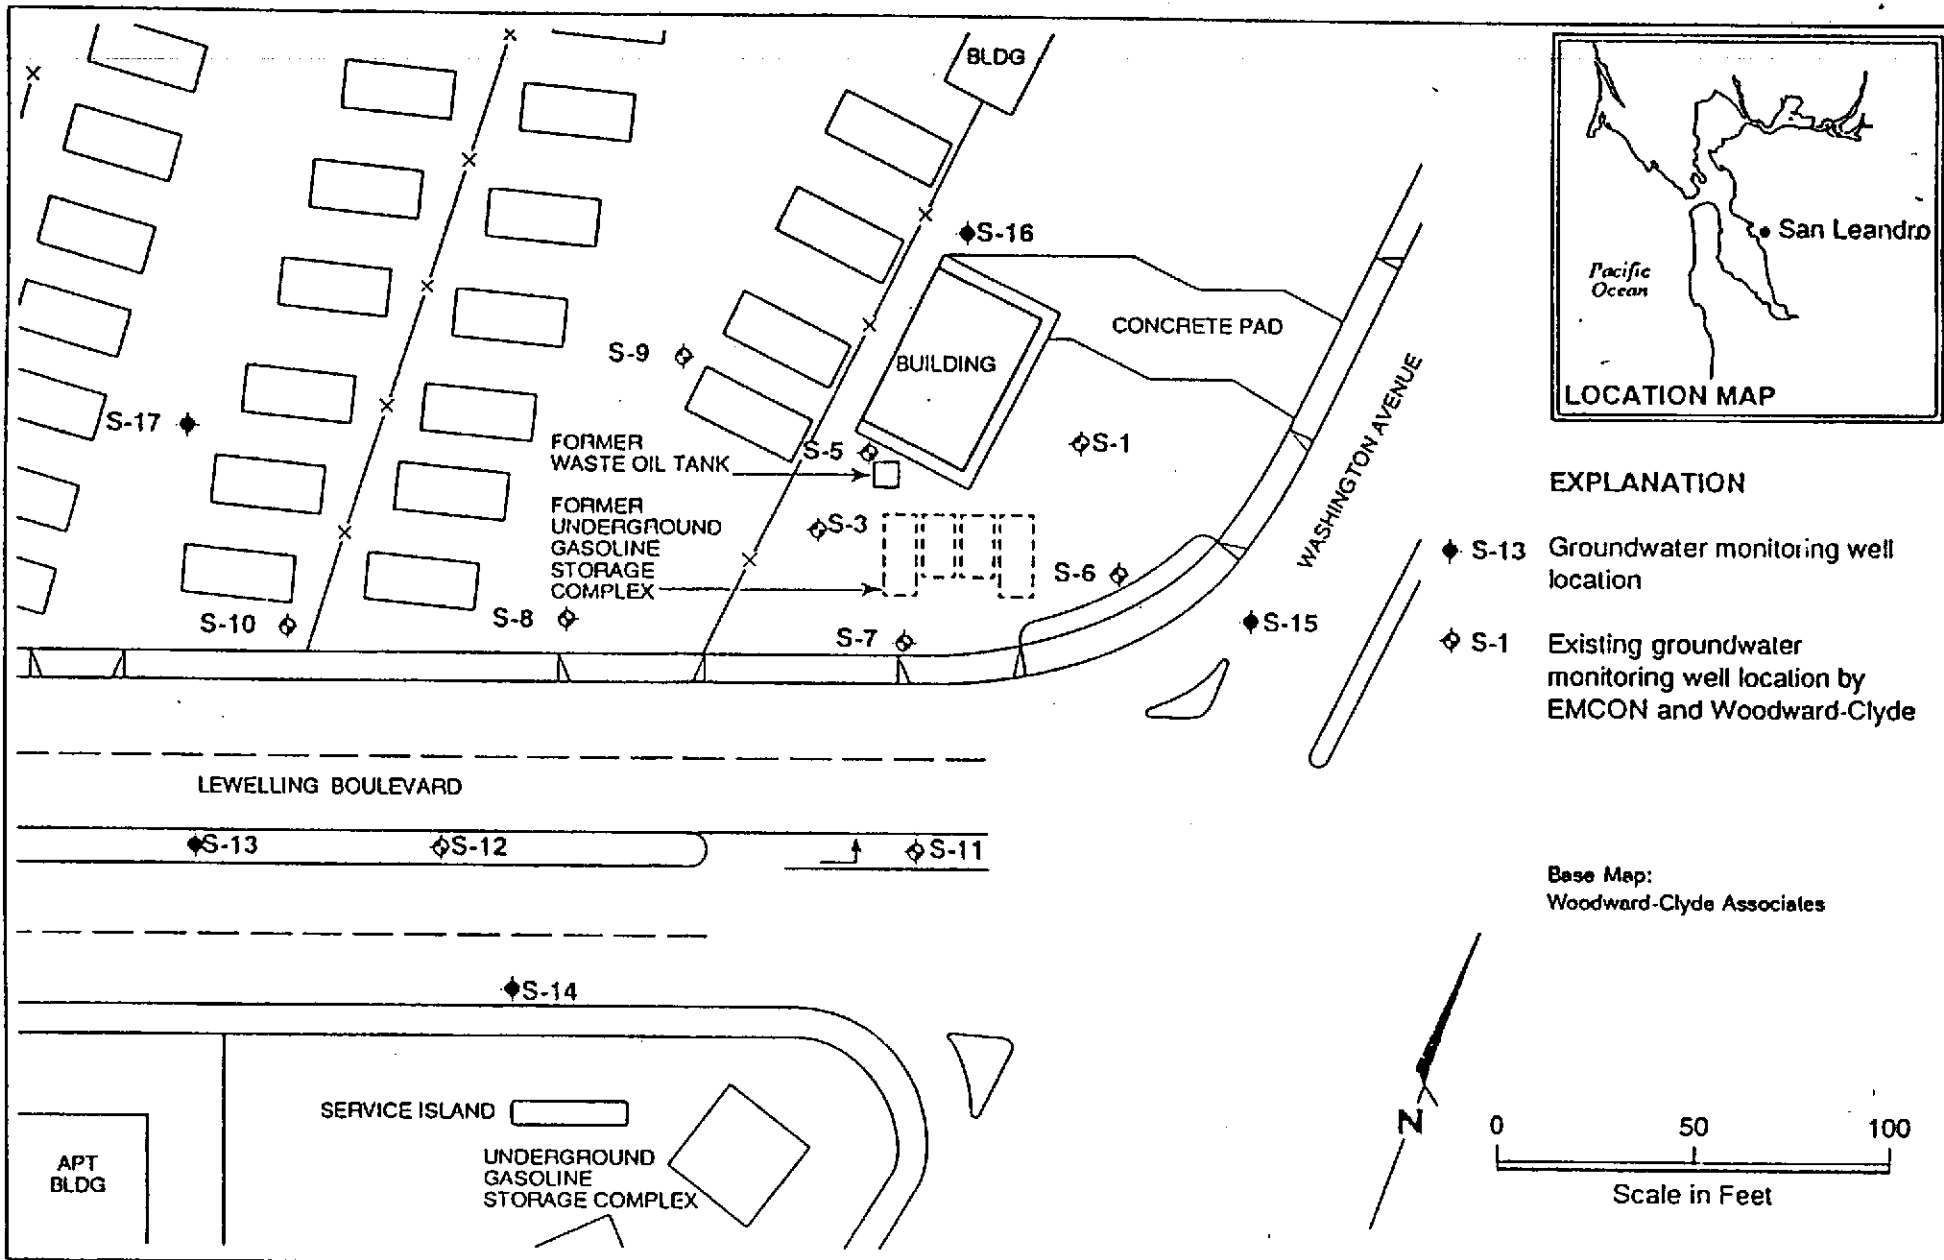 BLDG
S-16
CONCRETE PAD
BUILDING
S-9
S-17
S-1
FORMER
WASTE OIL TANK
S-5
FORMER
UNDERGROUND
GASOLINE
STORAGE
COMPLEX
S-3
S-6
S-10
S-8
S-7
S-15
WASHINGTON AVENUE
LEWELLING BOULEVARD
S-13
S-12
S-11
S-14
SERVICE ISLAND
UNDERGROUND
GASOLINE
STORAGE COMPLEX
APT
BLDG
San Leandro
Pacific
Ocean
LOCATION MAP
EXPLANATION
S-13 Groundwater monitoring well
location
S-1 Existing groundwater
monitoring well location by
EMCON and Woodward-Clyde
Base Map:
Woodward-Clyde Associates
N
0 50 100
Scale in Feet